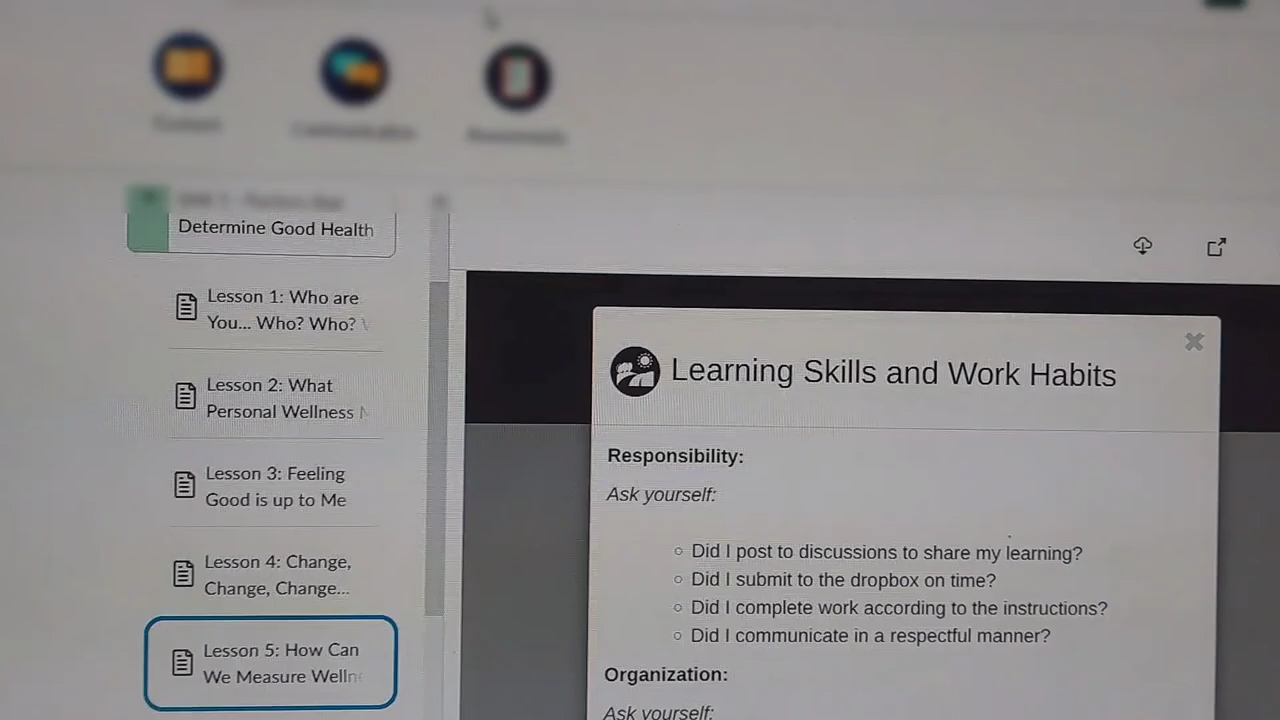 Determine Good Health
Lesson 1: Who are
You... Who? Who?
Lesson 2: What
Personal Wellness
Lesson 3: Feeling
Good is up to Me
Lesson 4: Change,
Change, Change...
Lesson 5: How Can
We Measure Welln
Learning Skills and Work Habits
Responsibility:
Ask yourself:
Did I post to discussions to share my learning?
Did I submit to the dropbox on time?
Did I complete work according to the instructions?
Did I communicate in a respectful manner?
Organization:
Ask yourself: